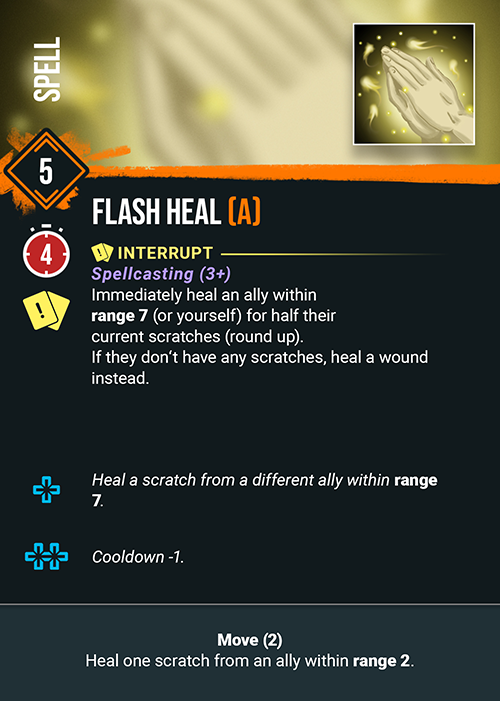 SPELL
5
FLASH HEAL (A)
4
! INTERRUPT
Spellcasting (3+)
!
Immediately heal an ally within
range 7 (or yourself) for half their
current scratches (round up).
If they don‘t have any scratches, heal a wound
instead.
Heal a scratch from a different ally within range
7.
Cooldown -1.
Move (2)
Heal one scratch from an ally within range 2.